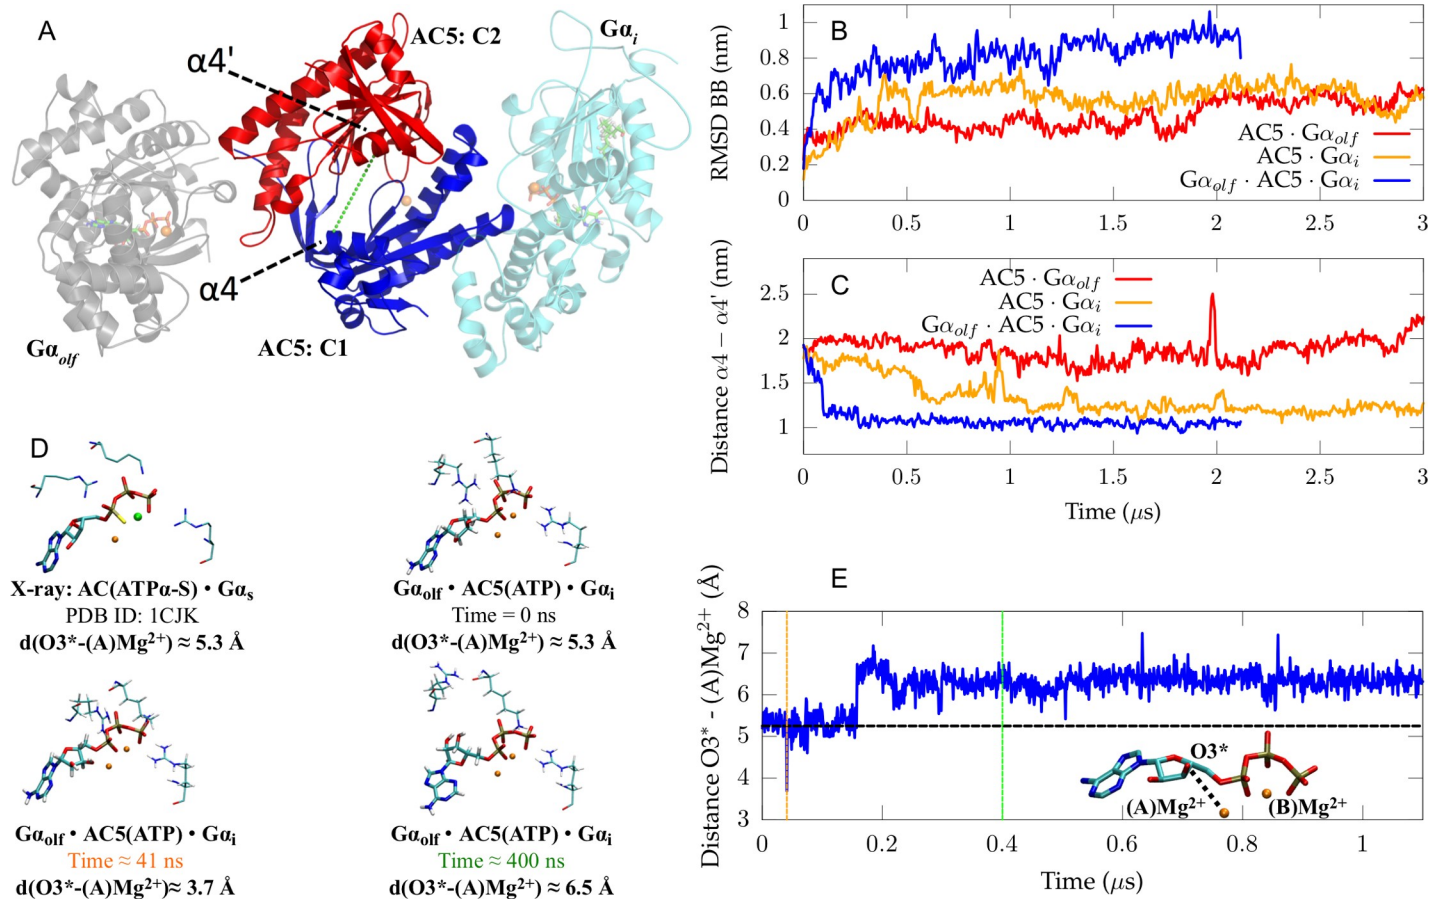 A
AC5: C2
Gαi
α4'
α4
Gαolf
AC5: C1
B
RMSD BB (nm)
1
0.8
0.6
0.4
0.2
0
AC5 · Gαolf
AC5 · Gαi
Gαolf · AC5 · Gαi
0 0.5 1 1.5 2 2.5 3
C
Distance α4 − α4' (nm)
2.5
2
1.5
1
AC5 · Gαolf
AC5 · Gαi
Gαolf · AC5 · Gαi
0 0.5 1 1.5 2 2.5 3
Time (μs)
D
X-ray: AC(ATPα-S) • Gαs
PDB ID: 1CJK
d(O3*-(A)Mg2+) ≈ 5.3 Å
Gαolf • AC5(ATP) • Gαi
Time = 0 ns
d(O3*-(A)Mg2+) ≈ 5.3 Å
Gαolf • AC5(ATP) • Gαi
Time ≈ 41 ns
d(O3*-(A)Mg2+)≈ 3.7 Å
Gαolf • AC5(ATP) • Gαi
Time ≈ 400 ns
d(O3*-(A)Mg2+) ≈ 6.5 Å
E
Distance O3* - (A)Mg2+ (Å)
8
7
6
5
4
3
O3*
(A)Mg2+
(B)Mg2+
0 0.2 0.4 0.6 0.8 1
Time (μs)